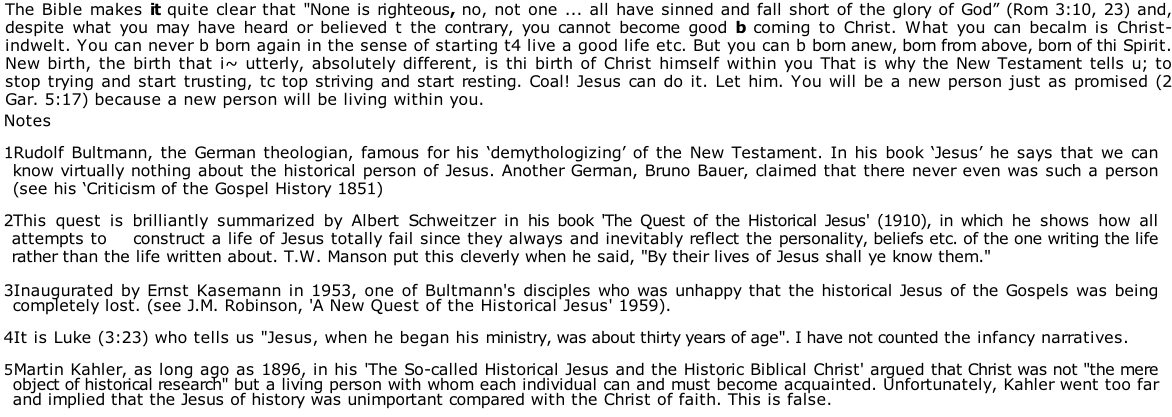 The Bible makes it quite clear that "None is righteous, no, not one ... all have sinned and fall short of the glory of God” (Rom 3:10, 23) and,
despite what you may have heard or believed t the contrary, you cannot become good b coming to Christ. What you can becalm is Christ-
indwelt. You can never b born again in the sense of starting t4 live a good life etc. But you can b born anew, born from above, born of thi Spirit.
New birth, the birth that i~ utterly, absolutely different, is thi birth of Christ himself within you That is why the New Testament tells u; to
stop trying and start trusting, tc top striving and start resting. Coal! Jesus can do it. Let him. You will be a new person just as promised (2
Gar. 5:17) because a new person will be living within you.
Notes
1Rudolf Bultmann, the German theologian, famous for his ‘demythologizing’ of the New Testament. In his book ‘Jesus’ he says that we can
know virtually nothing about the historical person of Jesus. Another German, Bruno Bauer, claimed that there never even was such a person
(see his ‘Criticism of the Gospel History 1851)
2This quest is brilliantly summarized by Albert Schweitzer in his book 'The Quest of the Historical Jesus' (1910), in which he shows how all
attempts to construct a life of Jesus totally fail since they always and inevitably reflect the personality, beliefs etc. of the one writing the life
rather than the life written about. T.W. Manson put this cleverly when he said, "By their lives of Jesus shall ye know them."
3Inaugurated by Ernst Kasemann in 1953, one of Bultmann's disciples who was unhappy that the historical Jesus of the Gospels was being
completely lost. (see J.M. Robinson, 'A New Quest of the Historical Jesus' 1959).
4It is Luke (3:23) who tells us "Jesus, when he began his ministry, was about thirty years of age". I have not counted the infancy narratives.
5Martin Kahler, as long ago as 1896, in his 'The So-called Historical Jesus and the Historic Biblical Christ' argued that Christ was not "the mere
object of historical research" but a living person with whom each individual can and must become acquainted. Unfortunately, Kahler went too far
and implied that the Jesus of history was unimportant compared with the Christ of faith. This is false.